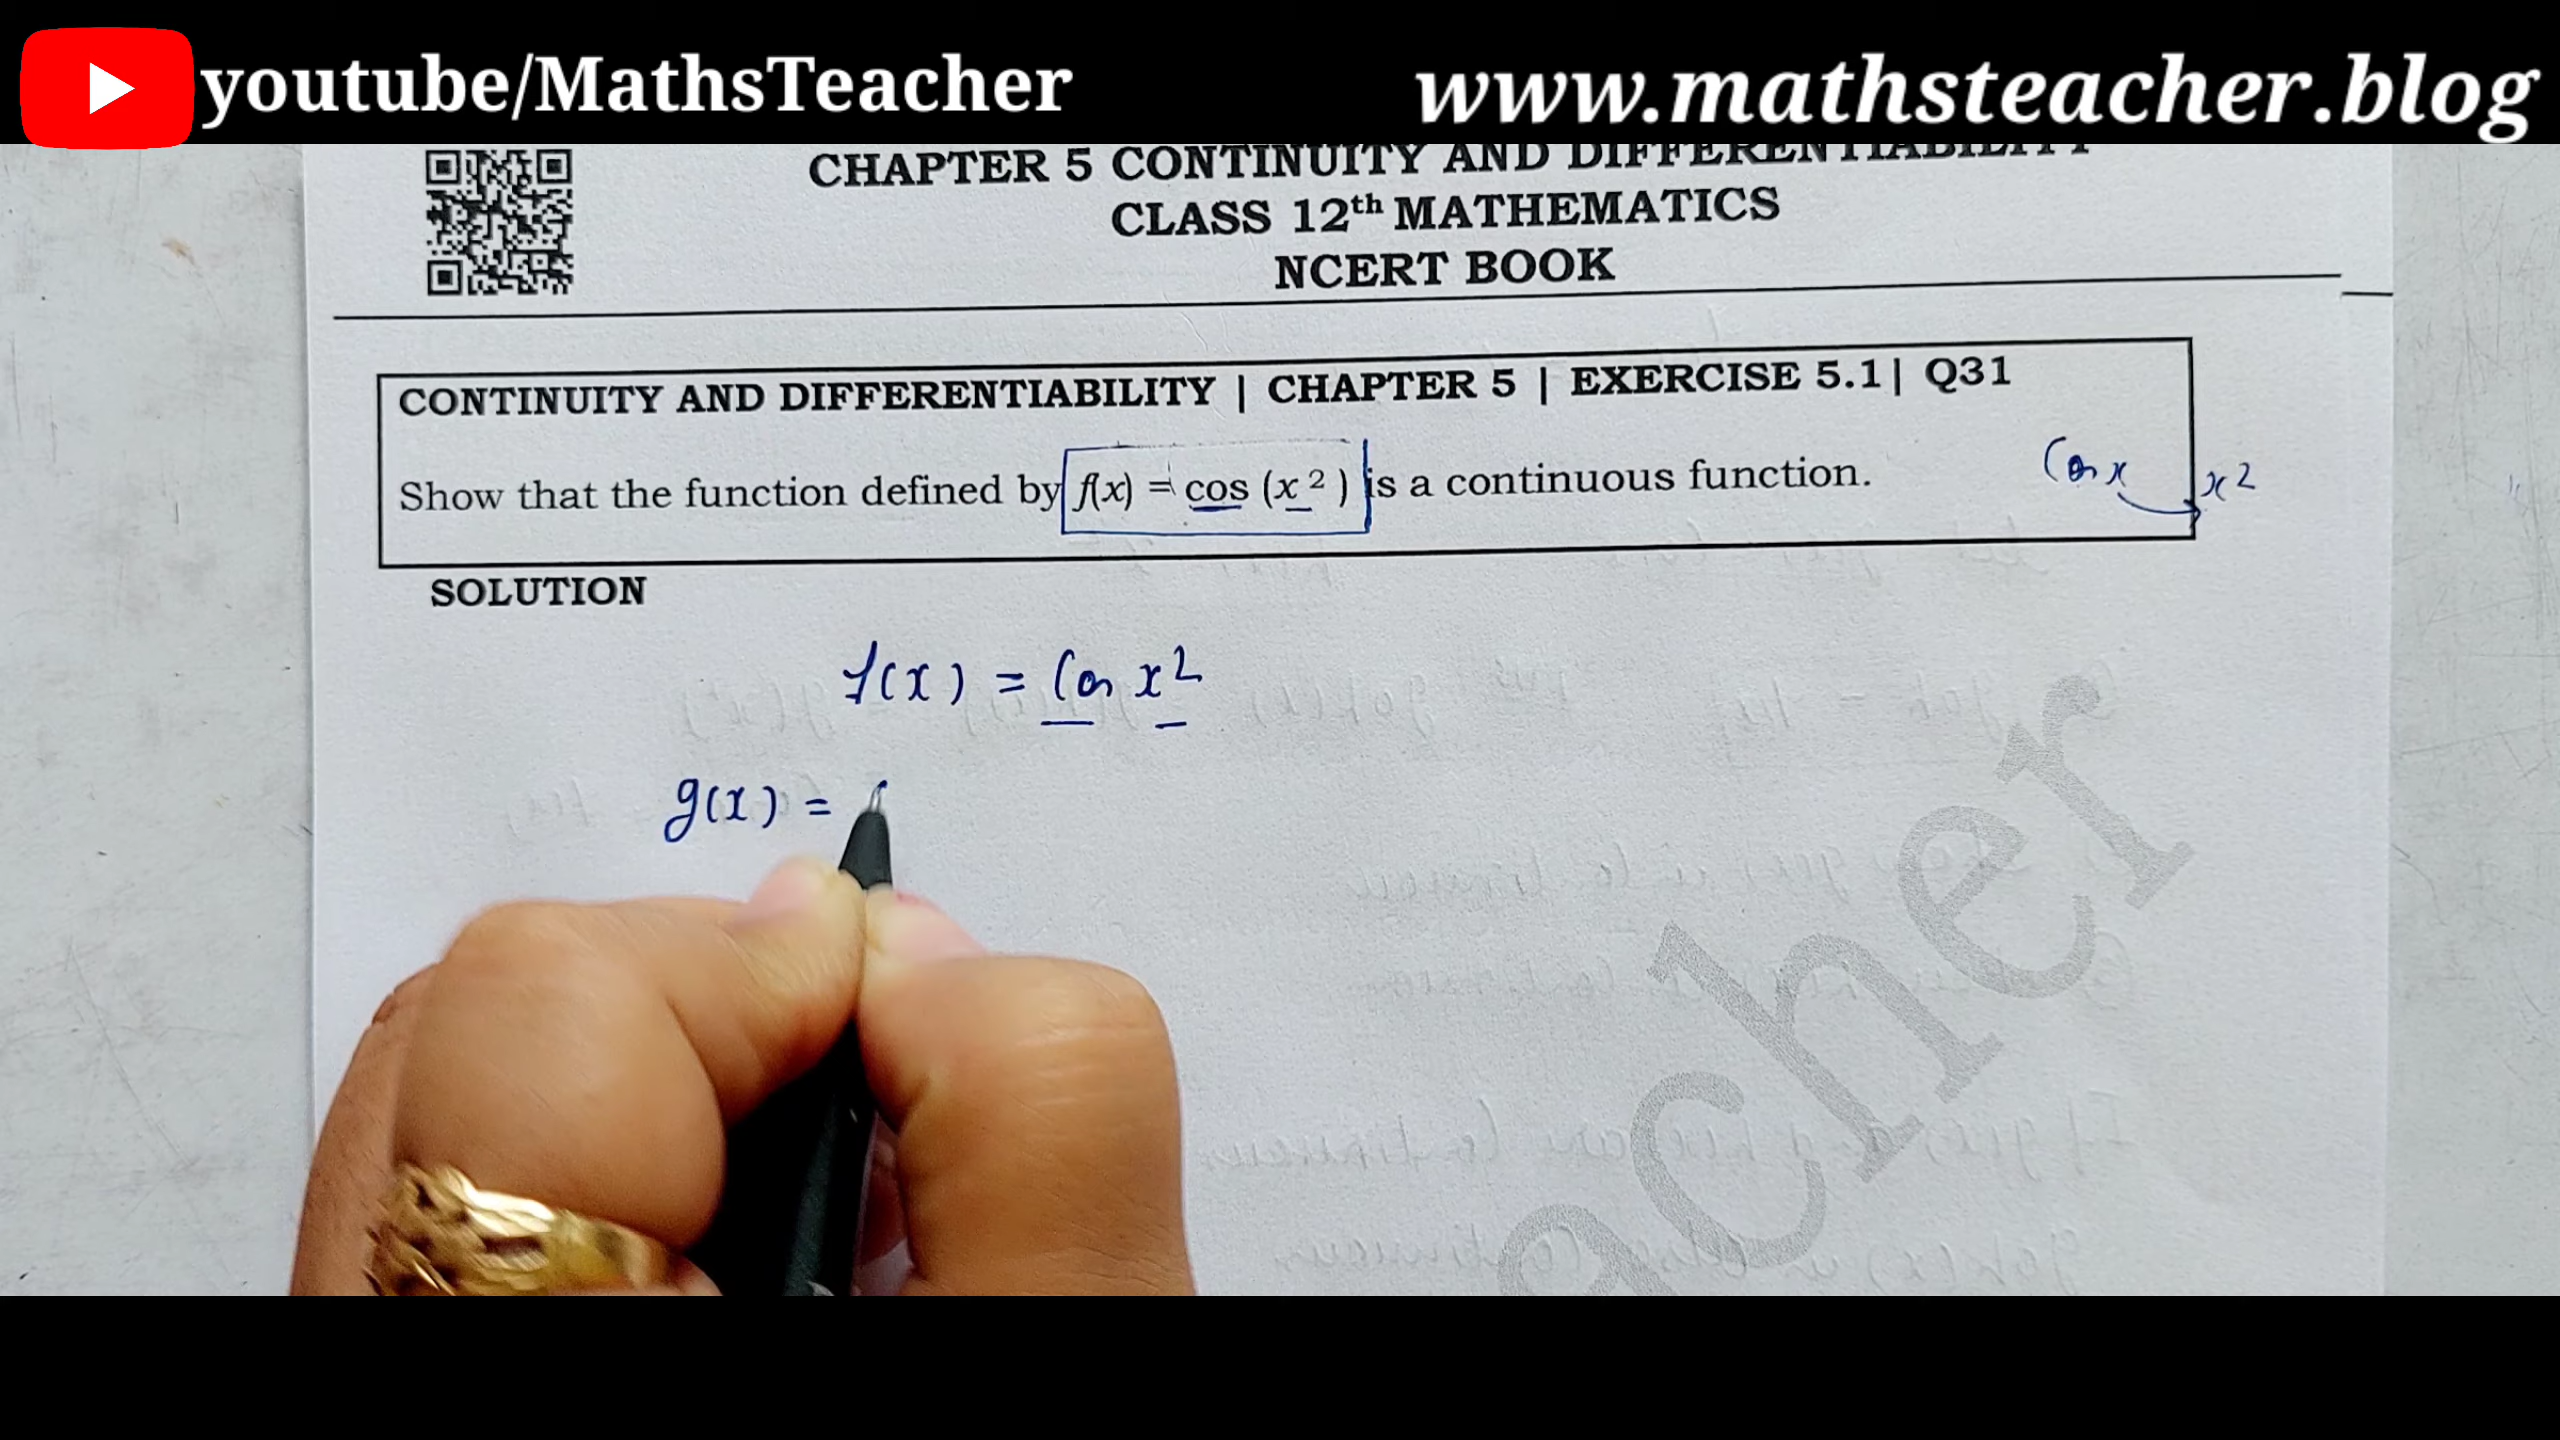 youtube/MathsTeacher www.mathsteacher.blog
CHAPTER 5 CONTINUITY AND DIFFERENTIABILITY
CLASS 12th MATHEMATICS
NCERT BOOK
CONTINUITY AND DIFFERENTIABILITY | CHAPTER 5 | EXERCISE 5.1| Q31
Show that the function defined by f(x) = cos (x²) is a continuous function. Cos x x²
SOLUTION
f(x) = Cos x²
g(x) =
acher